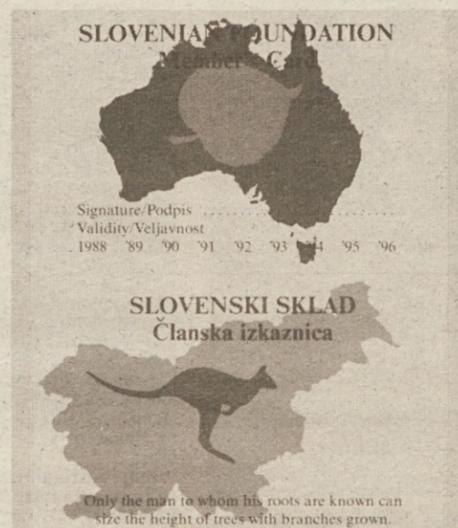 SLOVENIAN FOUNDATION
Member's Card
Signature/Podpis ..............................
Validity/Veljavnost
1988 '89 '90 '91 '92 '93 '94 '95 '96
SLOVENSKI SKLAD
Članska izkaznica
Only the man to whom his roots are known can
size the height of trees with branches grown.